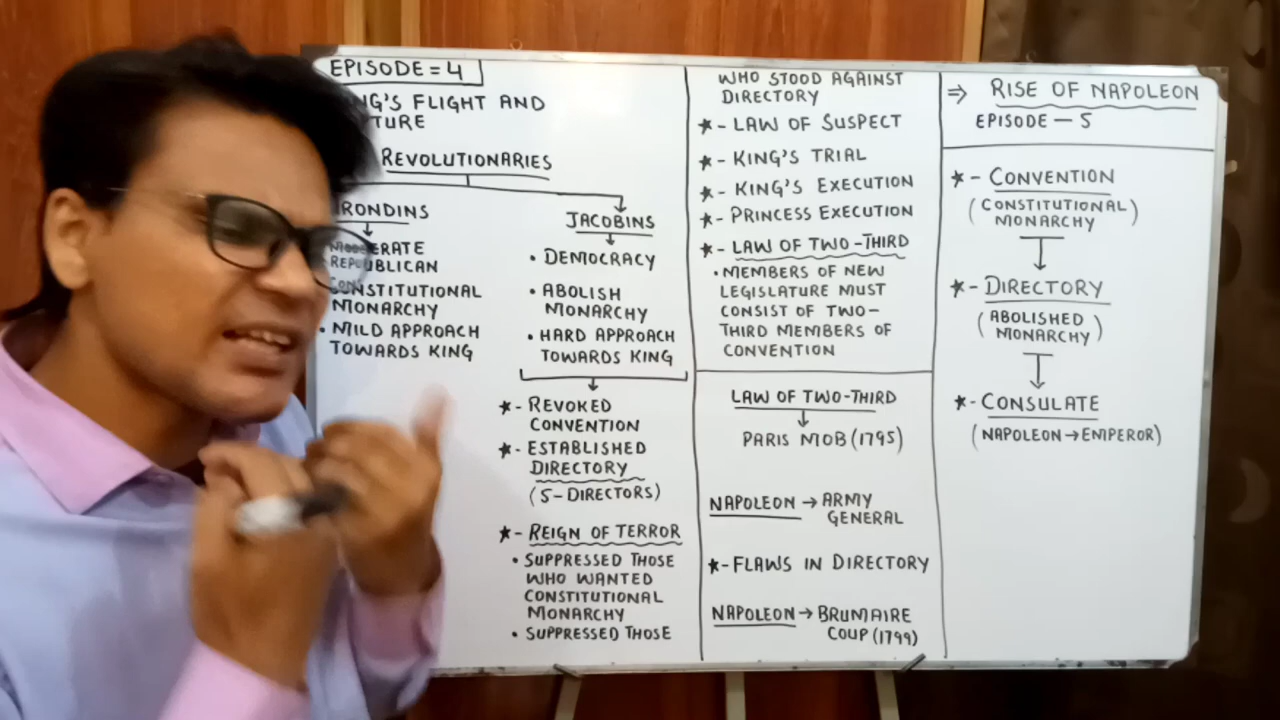 EPISODE = 4
NG'S FLIGHT AND
TURE
REVOLUTIONARIES
RONDINS
MODERATE
REPUBLICAN
CONSTITUTIONAL
MONARCHY
• MILD APPROACH
TOWARDS KING
JACOBINS
• DEMOCRACY
• ABOLISH
MONARCHY
• HARD APPROACH
TOWARDS KING
★- REVOKED
CONVENTION
★- ESTABLISHED
DIRECTORY
(5-DIRECTORS)
★- REIGN OF TERROR
• SUPPRESSED THOSE
WHO WANTED
CONSTITUTIONAL
MONARCHY
• SUPPRESSED THOSE
WHO STOOD AGAINST
DIRECTORY
★- LAW OF SUSPECT
★- KING'S TRIAL
★- KING'S EXECUTION
★- PRINCESS EXECUTION
★- LAW OF TWO-THIRD
• MEMBERS OF NEW
LEGISLATURE MUST
CONSIST OF TWO-
THIRD MEMBERS OF
CONVENTION
LAW OF TWO-THIRD
↓
PARIS MOB (1795)
NAPOLEON → ARMY
GENERAL
★- FLAWS IN DIRECTORY
NAPOLEON → BRUMAIRE
COUP (1799)
⇒ RISE OF NAPOLEON
EPISODE - 5
★- CONVENTION
(CONSTITUTIONAL
MONARCHY)
↓
★- DIRECTORY
(ABOLISHED
MONARCHY)
↓
★- CONSULATE
(NAPOLEON → EMPEROR)